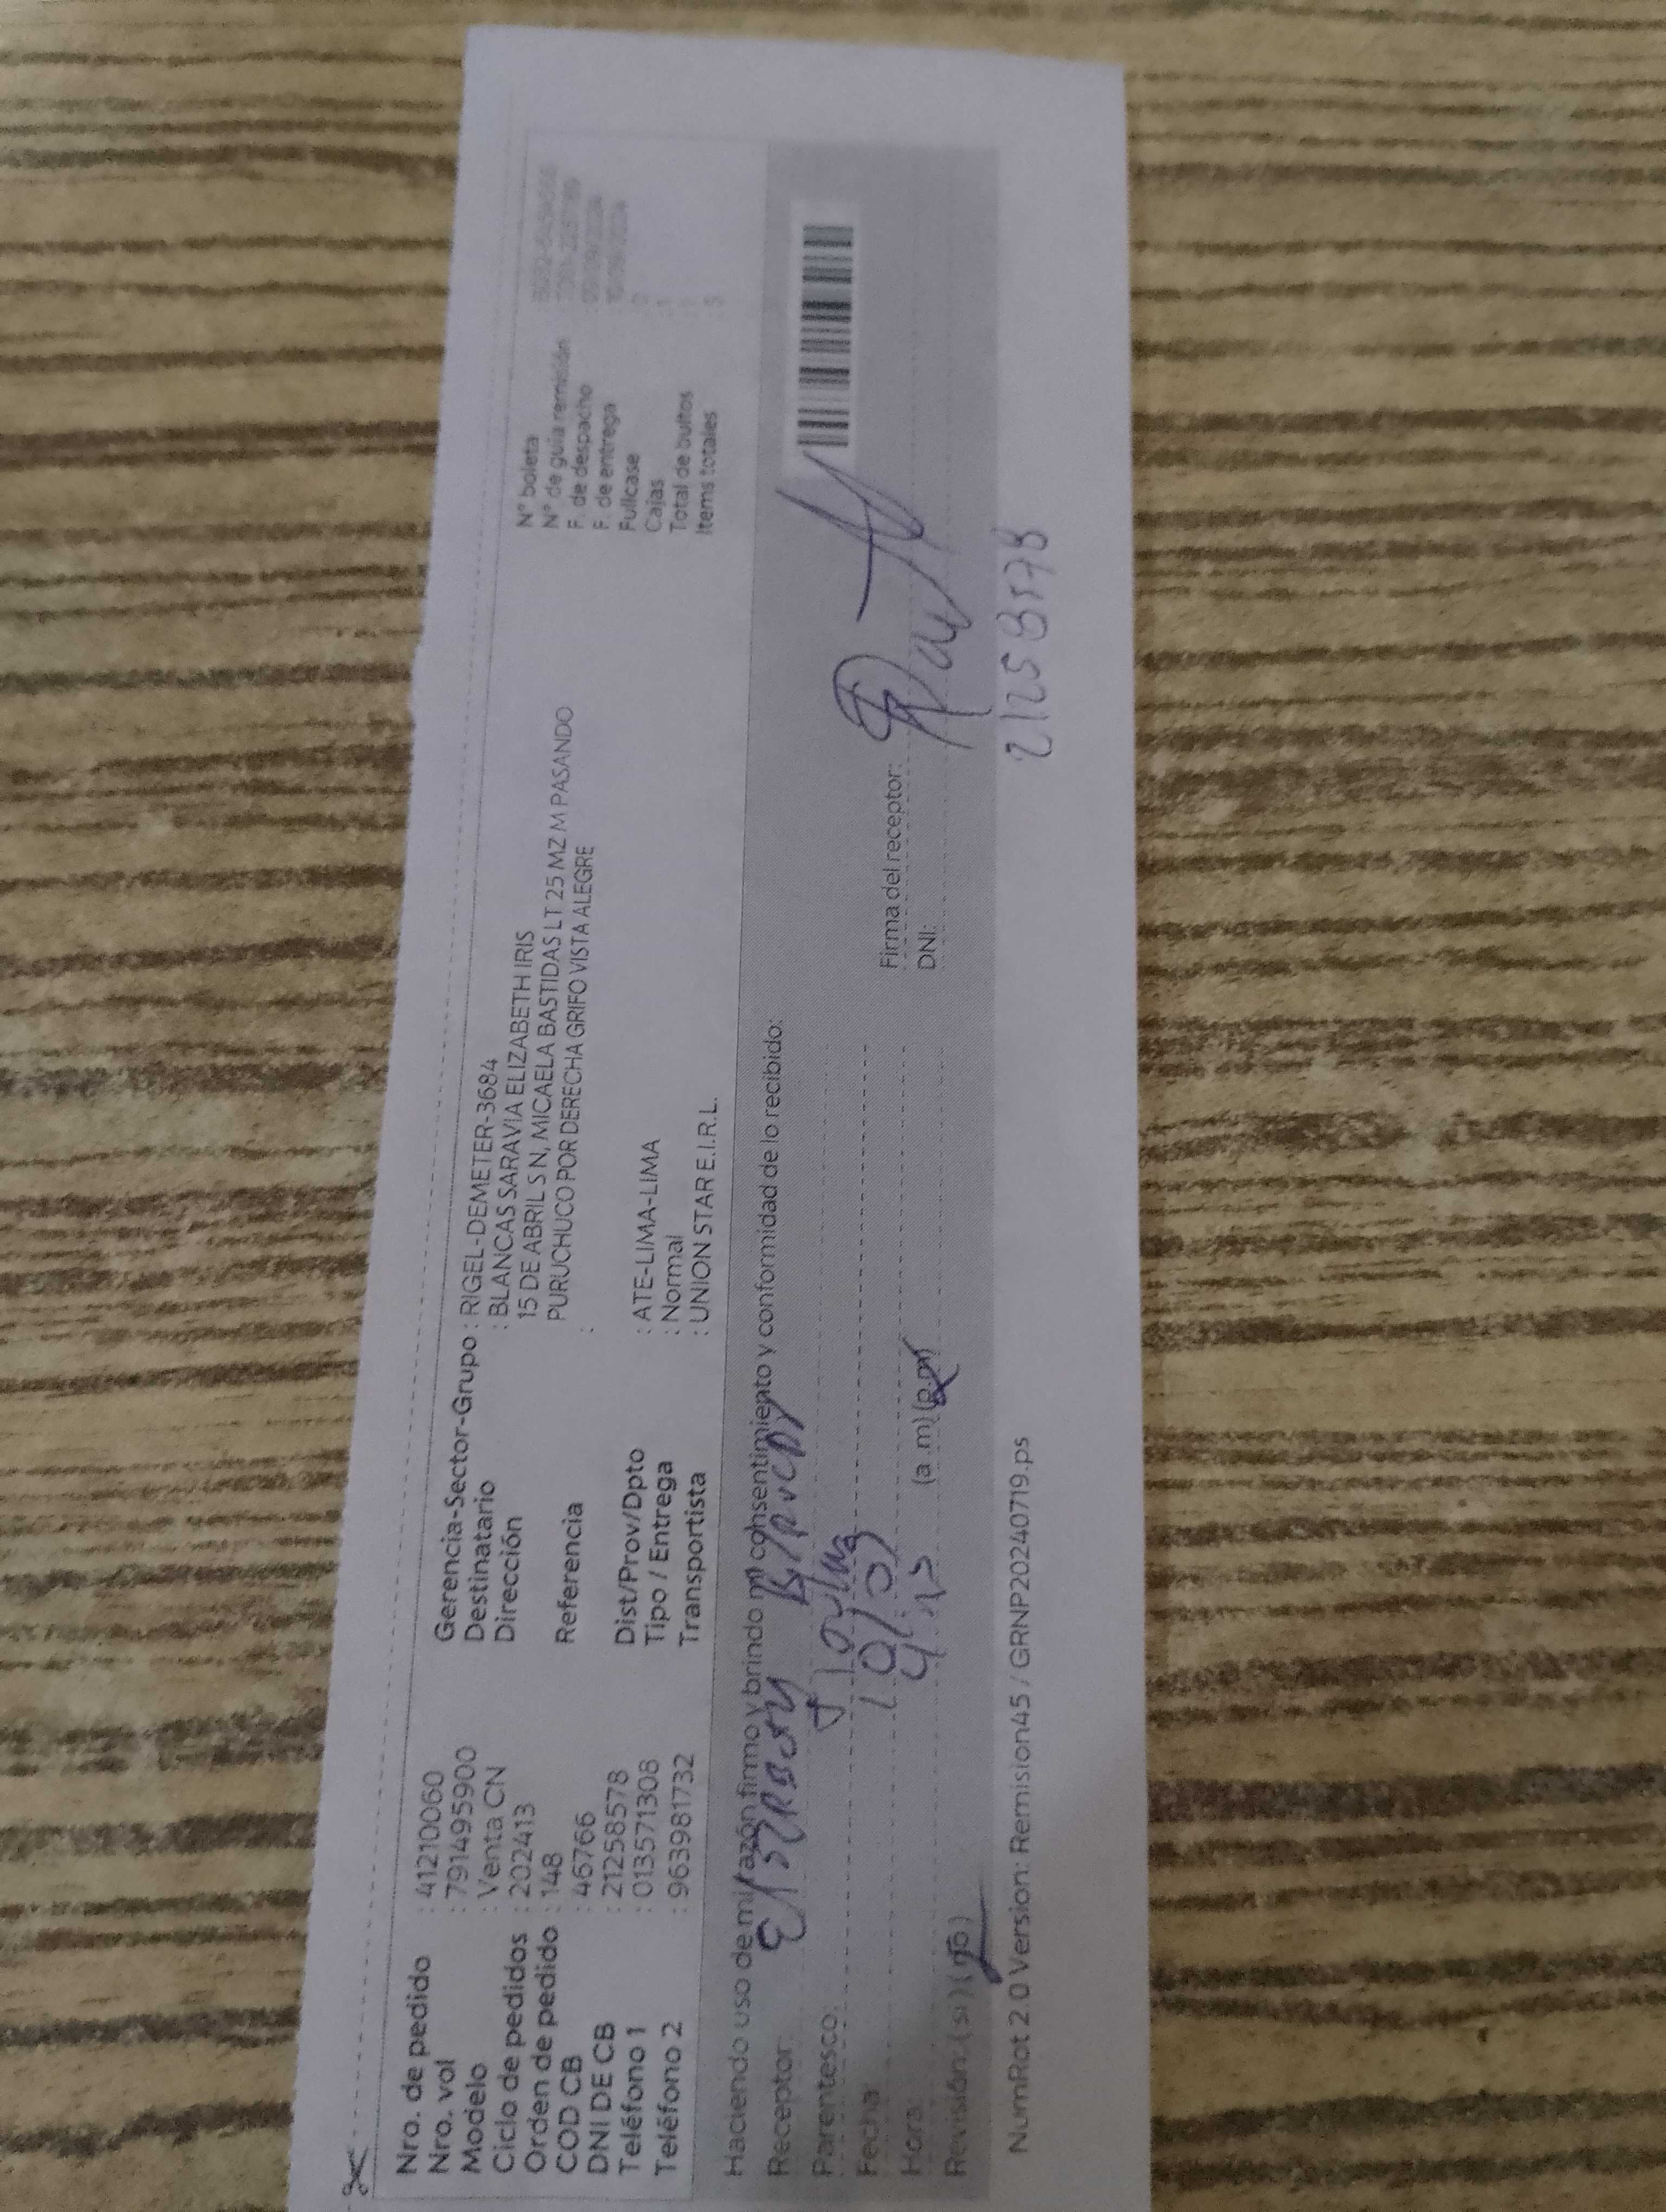 Nro. de pedido : 41210060
Nro. vol : 791495900
Modelo : Venta CN
Ciclo de pedidos : 202413
Orden de pedido : 148
COD CB : 46766
DNI DE CB : 21258578
Teléfono 1 : 013571308
Teléfono 2 : 963981732
Gerencia-Sector-Grupo : RIGEL-DEMETER-3684
Destinatario : BLANCAS SARAVIA ELIZABETH IRIS
Dirección 15 DE ABRIL S N, MICAELA BASTIDAS LT 25 MZ M PASANDO
PURUCHUCO POR DERECHA GRIFO VISTA ALEGRE
Referencia :
Dist/Prov/Dpto : ATE-LIMA-LIMA
Tipo / Entrega : Normal
Transportista : UNION STAR E.I.R.L.
N° boleta
N° de guía remisión
F. de despacho
F. de entrega
Fullcase
Cajas
Total de bultos
Items totales : 5
Haciendo uso de mi razón firmo y brindo mi consentimiento y conformidad de lo recibido:
Receptor:
Parentesco:
Fecha: 10/09
Hora: (a.m) (p.m)
Revisión: (si) (no)
Firma del receptor:
DNI:
21258578
NumRot 2.0 Version: Remision45 / GRNP20240719.ps